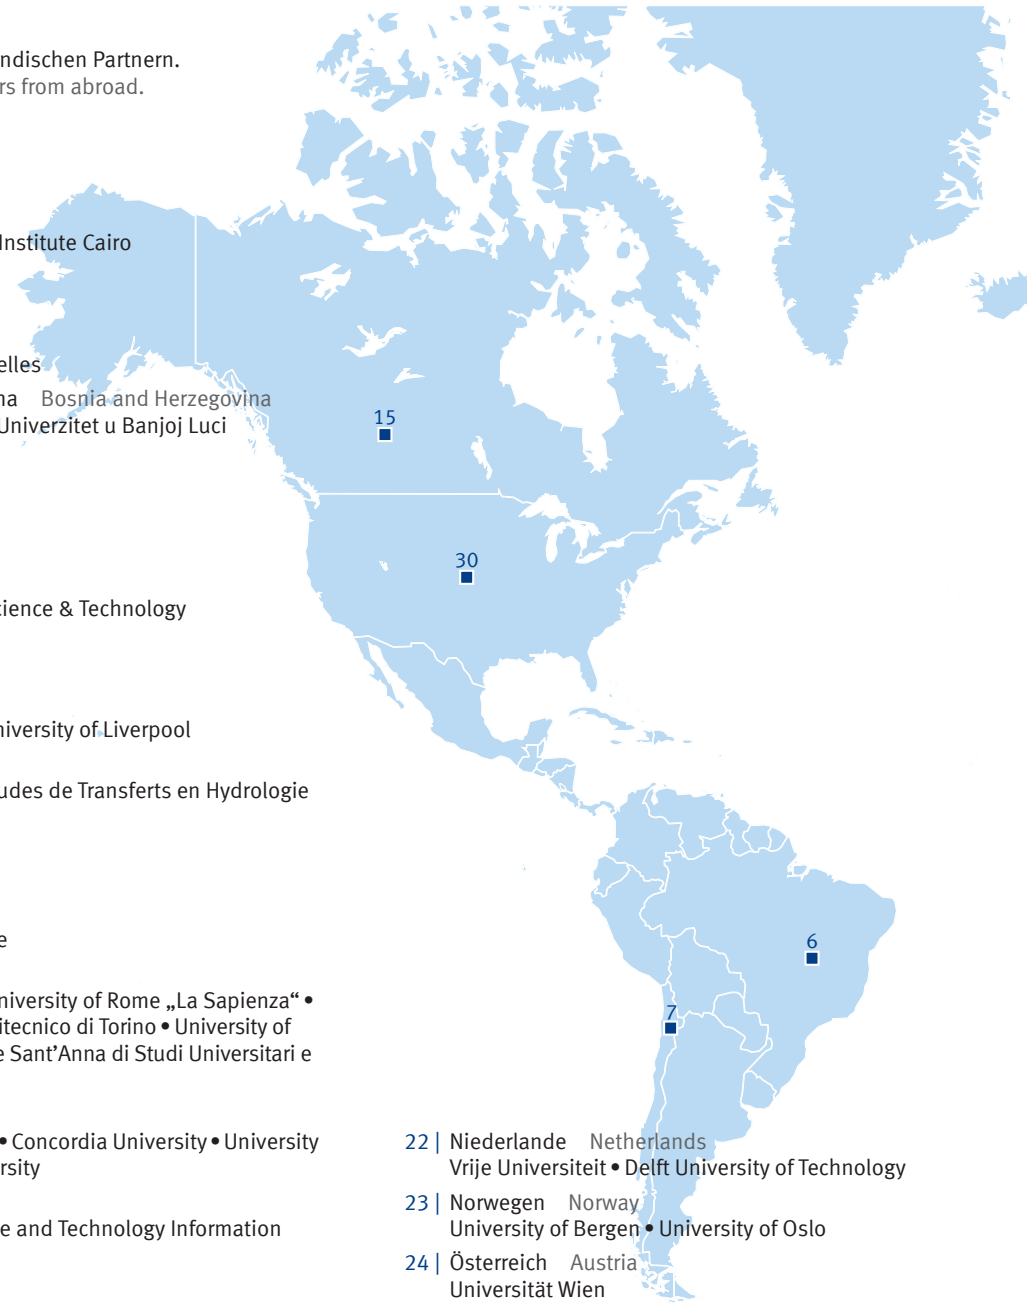 ndischen Partnern.
rs from abroad.
Institute Cairo
elles
na Bosnia and Herzegovina
Univerzitet u Banjoj Luci
15
30
cience & Technology
niversity of Liverpool
udes de Transferts en Hydrologie
e
6
niversity of Rome „La Sapienza“ •
7
itecnico di Torino • University of
e Sant’Anna di Studi Universitari e
• Concordia University • University
rsity
e and Technology Information
22 | Niederlande Netherlands
Vrije Universiteit • Delft University of Technology
23 | Norwegen Norway
University of Bergen • University of Oslo
24 | Österreich Austria
Universität Wien